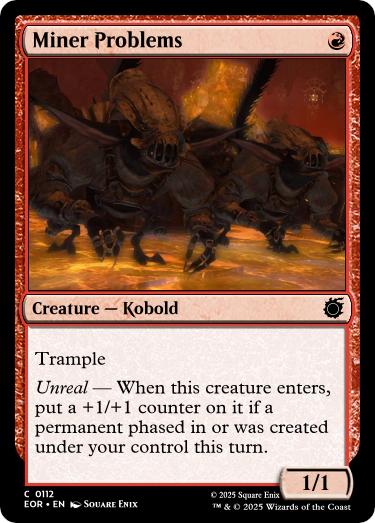 Miner Problems
Creature — Kobold
Trample
Unreal — When this creature enters,
put a +1/+1 counter on it if a
permanent phased in or was created
under your control this turn.
1/1
C 0112
EOR • EN Square Enix
© 2025 Square Enix
™ & © 2025 Wizards of the Coast